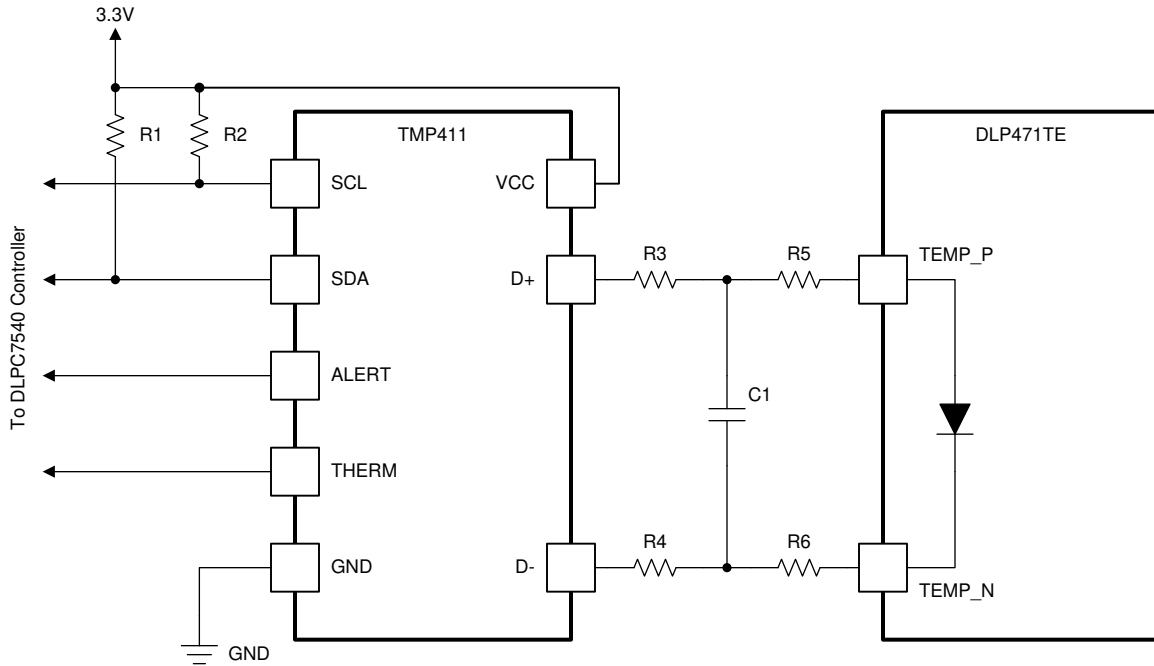 3.3V
R1
R2
TMP411
DLP471TE
SCL
VCC
SDA
D+
R3
R5
TEMP_P
To DLPC7540 Controller
ALERT
C1
THERM
GND
D-
R4
R6
TEMP_N
GND